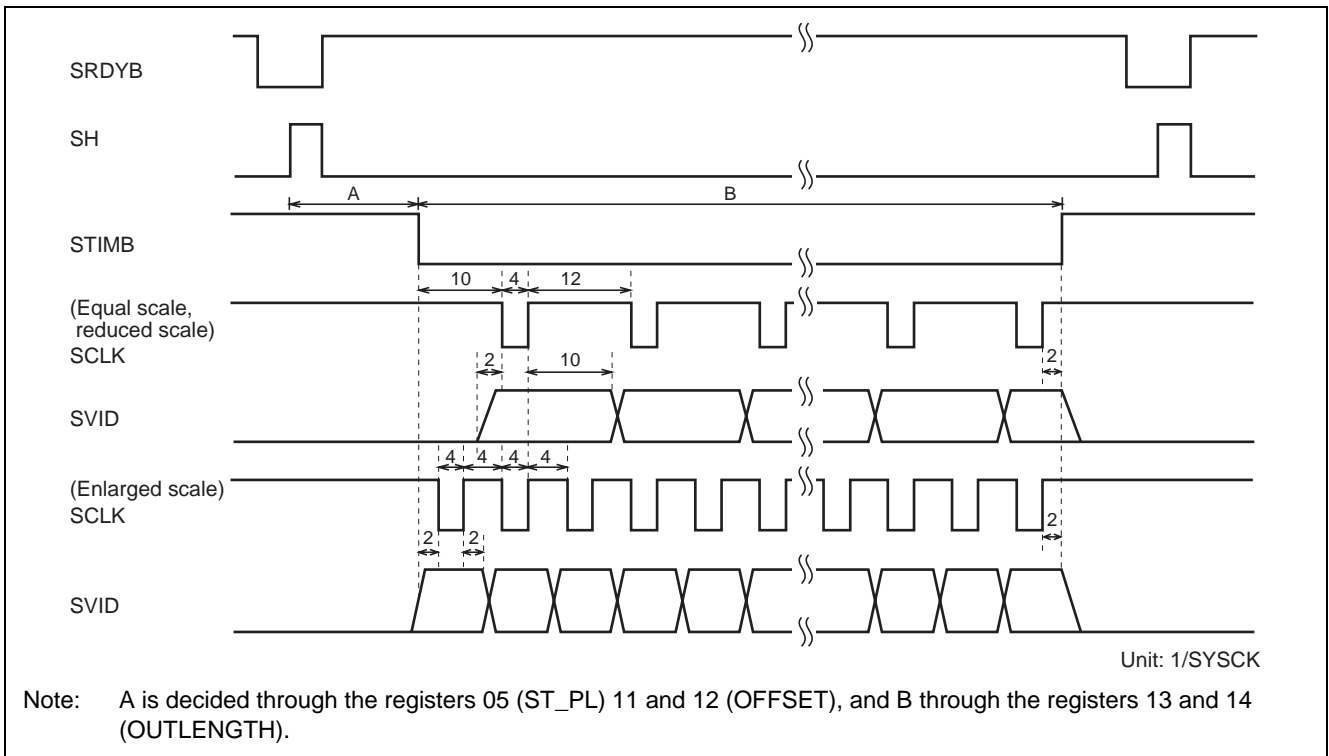 SRDYB
SH
A
B
STIMB
10
4
12
(Equal scale,
reduced scale)
SCLK
2
10
2
SVID
4
4
4
4
(Enlarged scale)
SCLK
2
2
2
SVID
Unit: 1/SYSCK
Note: A is decided through the registers 05 (ST_PL) 11 and 12 (OFFSET), and B through the registers 13 and 14
(OUTLENGTH).